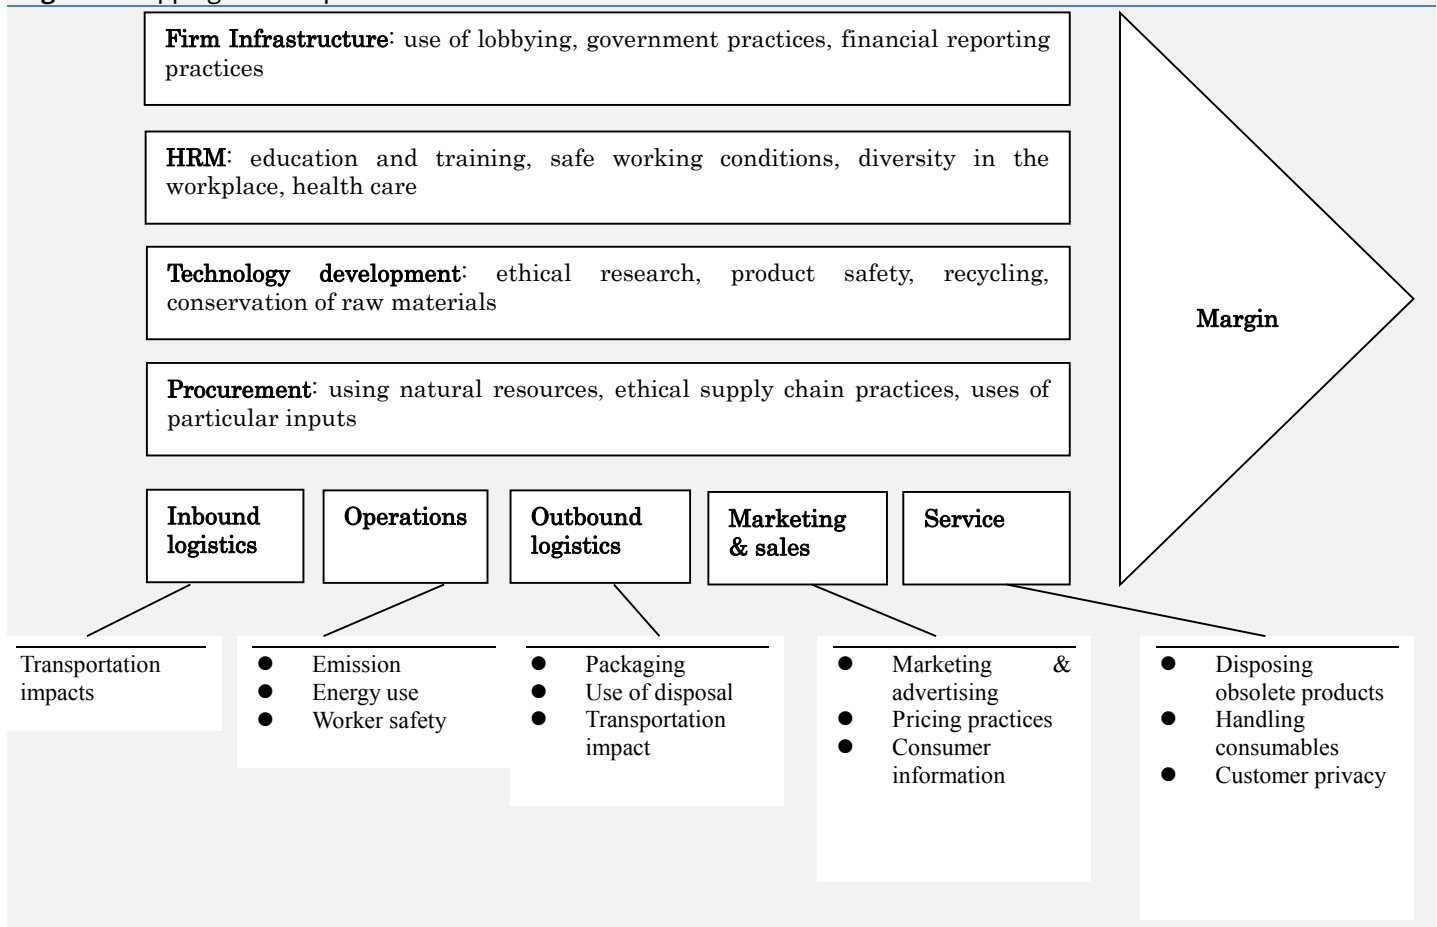 Firm Infrastructure: use of lobbying, government practices, financial reporting
practices
HRM: education and training, safe working conditions, diversity in the
workplace, health care
Technology development: ethical research, product safety, recycling,
conservation of raw materials
Procurement: using natural resources, ethical supply chain practices, uses of
particular inputs
Margin
Inbound
logistics
Operations
Outbound
logistics
Marketing
& sales
Service
Transportation
impacts
● Emission
● Energy use
● Worker safety
● Packaging
● Use of disposal
● Transportation
impact
● Marketing &
advertising
● Pricing practices
● Consumer
information
● Disposing
obsolete products
● Handling
consumables
● Customer privacy